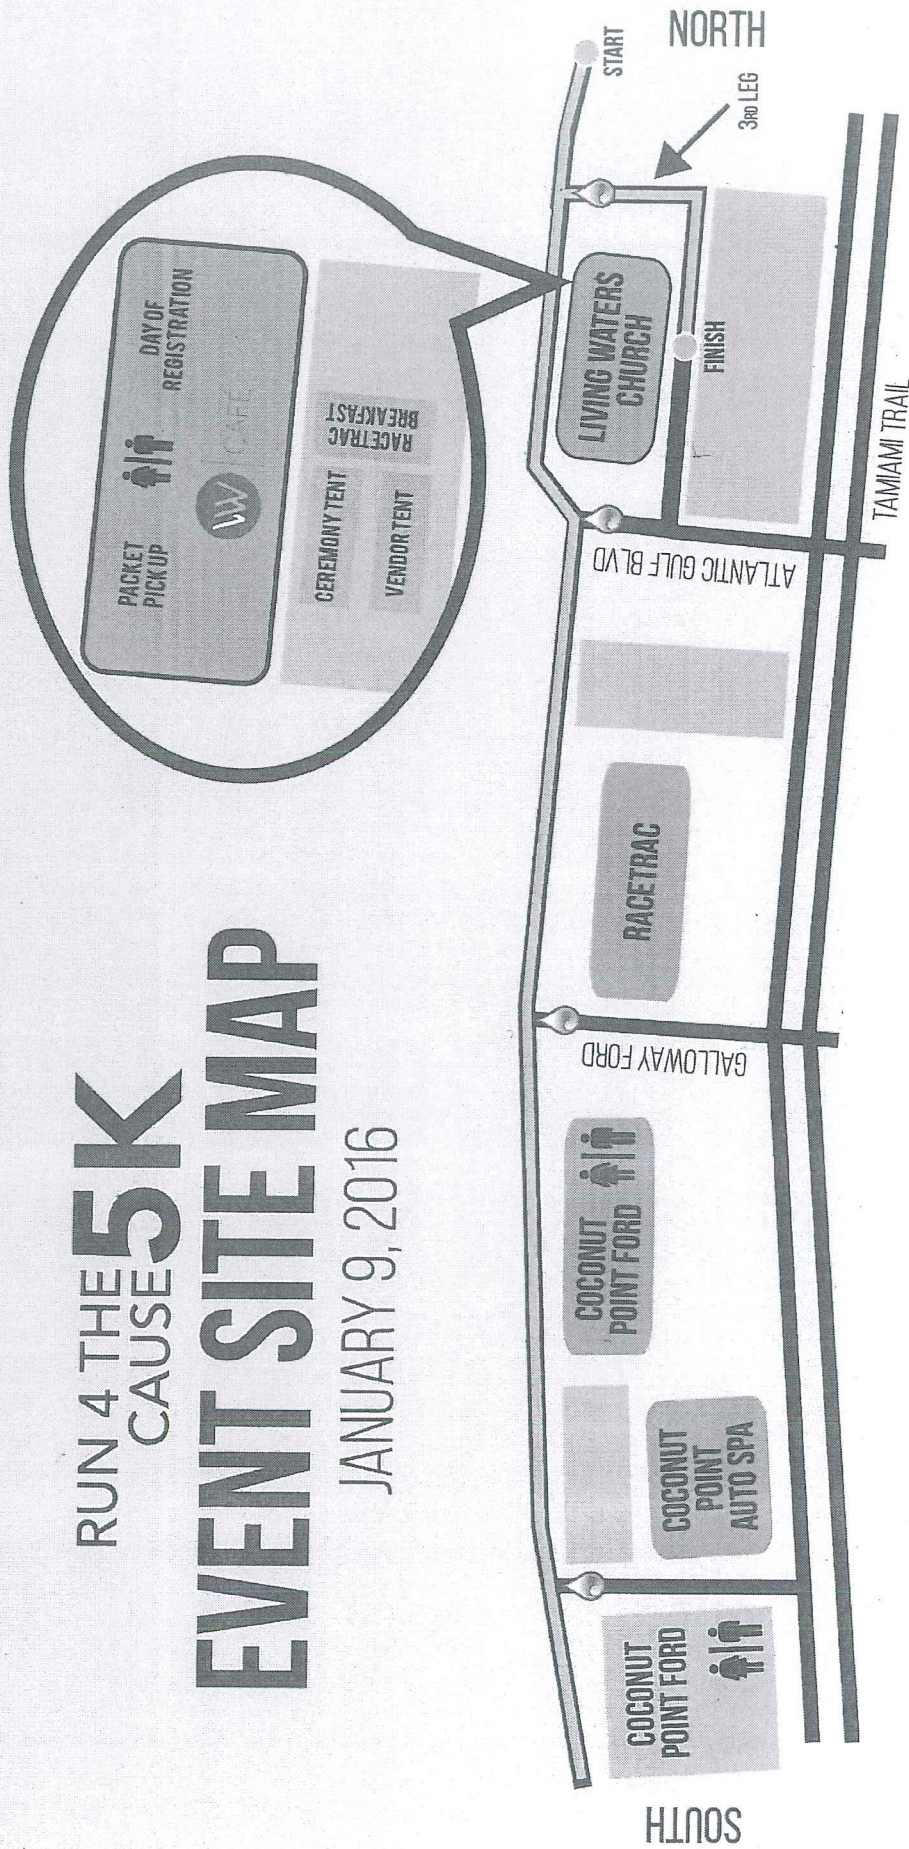 RUN 4 THE
CAUSE
5K
EVENT SITE MAP
JANUARY 9, 2016
PACKET
PICK UP
DAY OF
REGISTRATION
LW CAFE
CEREMONY TENT
VENDOR TENT
RACETRAC
BREAKFAST
SOUTH
COCONUT
POINT FORD
COCONUT
POINT
AUTO SPA
COCONUT
POINT FORD
GALLOWAY FORD
RACETRAC
ATLANTIC GULF BLVD
LIVING WATERS
CHURCH
FINISH
START
NORTH
3RD LEG
TAMIAMI TRAIL